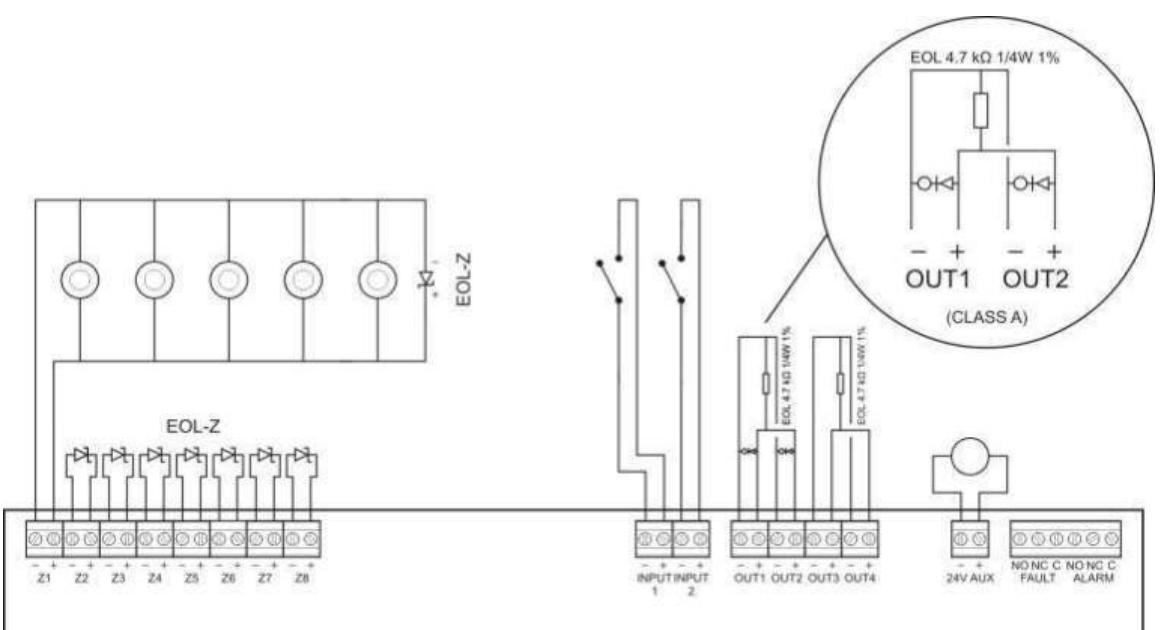 EOL 4.7 kΩ 1/4W 1%
− + − +
OUT1 OUT2
(CLASS A)
− +
EOL-Z
EOL-Z
EOL 4.7 kΩ 1/4W 1%
EOL 4.7 kΩ 1/4W 1%
− + − + − + − + − + − + − + − +
Z1 Z2 Z3 Z4 Z5 Z6 Z7 Z8
− + − +
INPUT INPUT
1 2
− + − + − + − +
OUT1 OUT2 OUT3 OUT4
− +
24V AUX
NO NC C NO NC C
FAULT ALARM